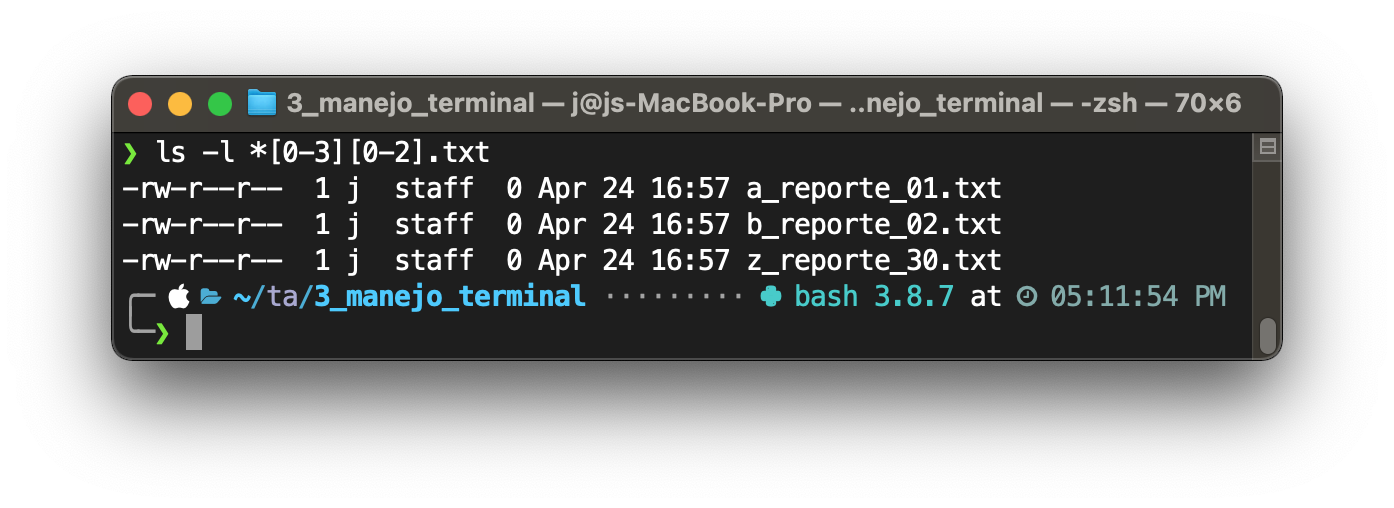 3_manejo_terminal — j@js-MacBook-Pro — ..nejo_terminal — -zsh — 70×6
❯ ls -l *[0-3][0-2].txt
-rw-r--r--  1 j  staff  0 Apr 24 16:57 a_reporte_01.txt
-rw-r--r--  1 j  staff  0 Apr 24 16:57 b_reporte_02.txt
-rw-r--r--  1 j  staff  0 Apr 24 16:57 z_reporte_30.txt
~/ta/3_manejo_terminal ········· bash 3.8.7 at 05:11:54 PM
❯